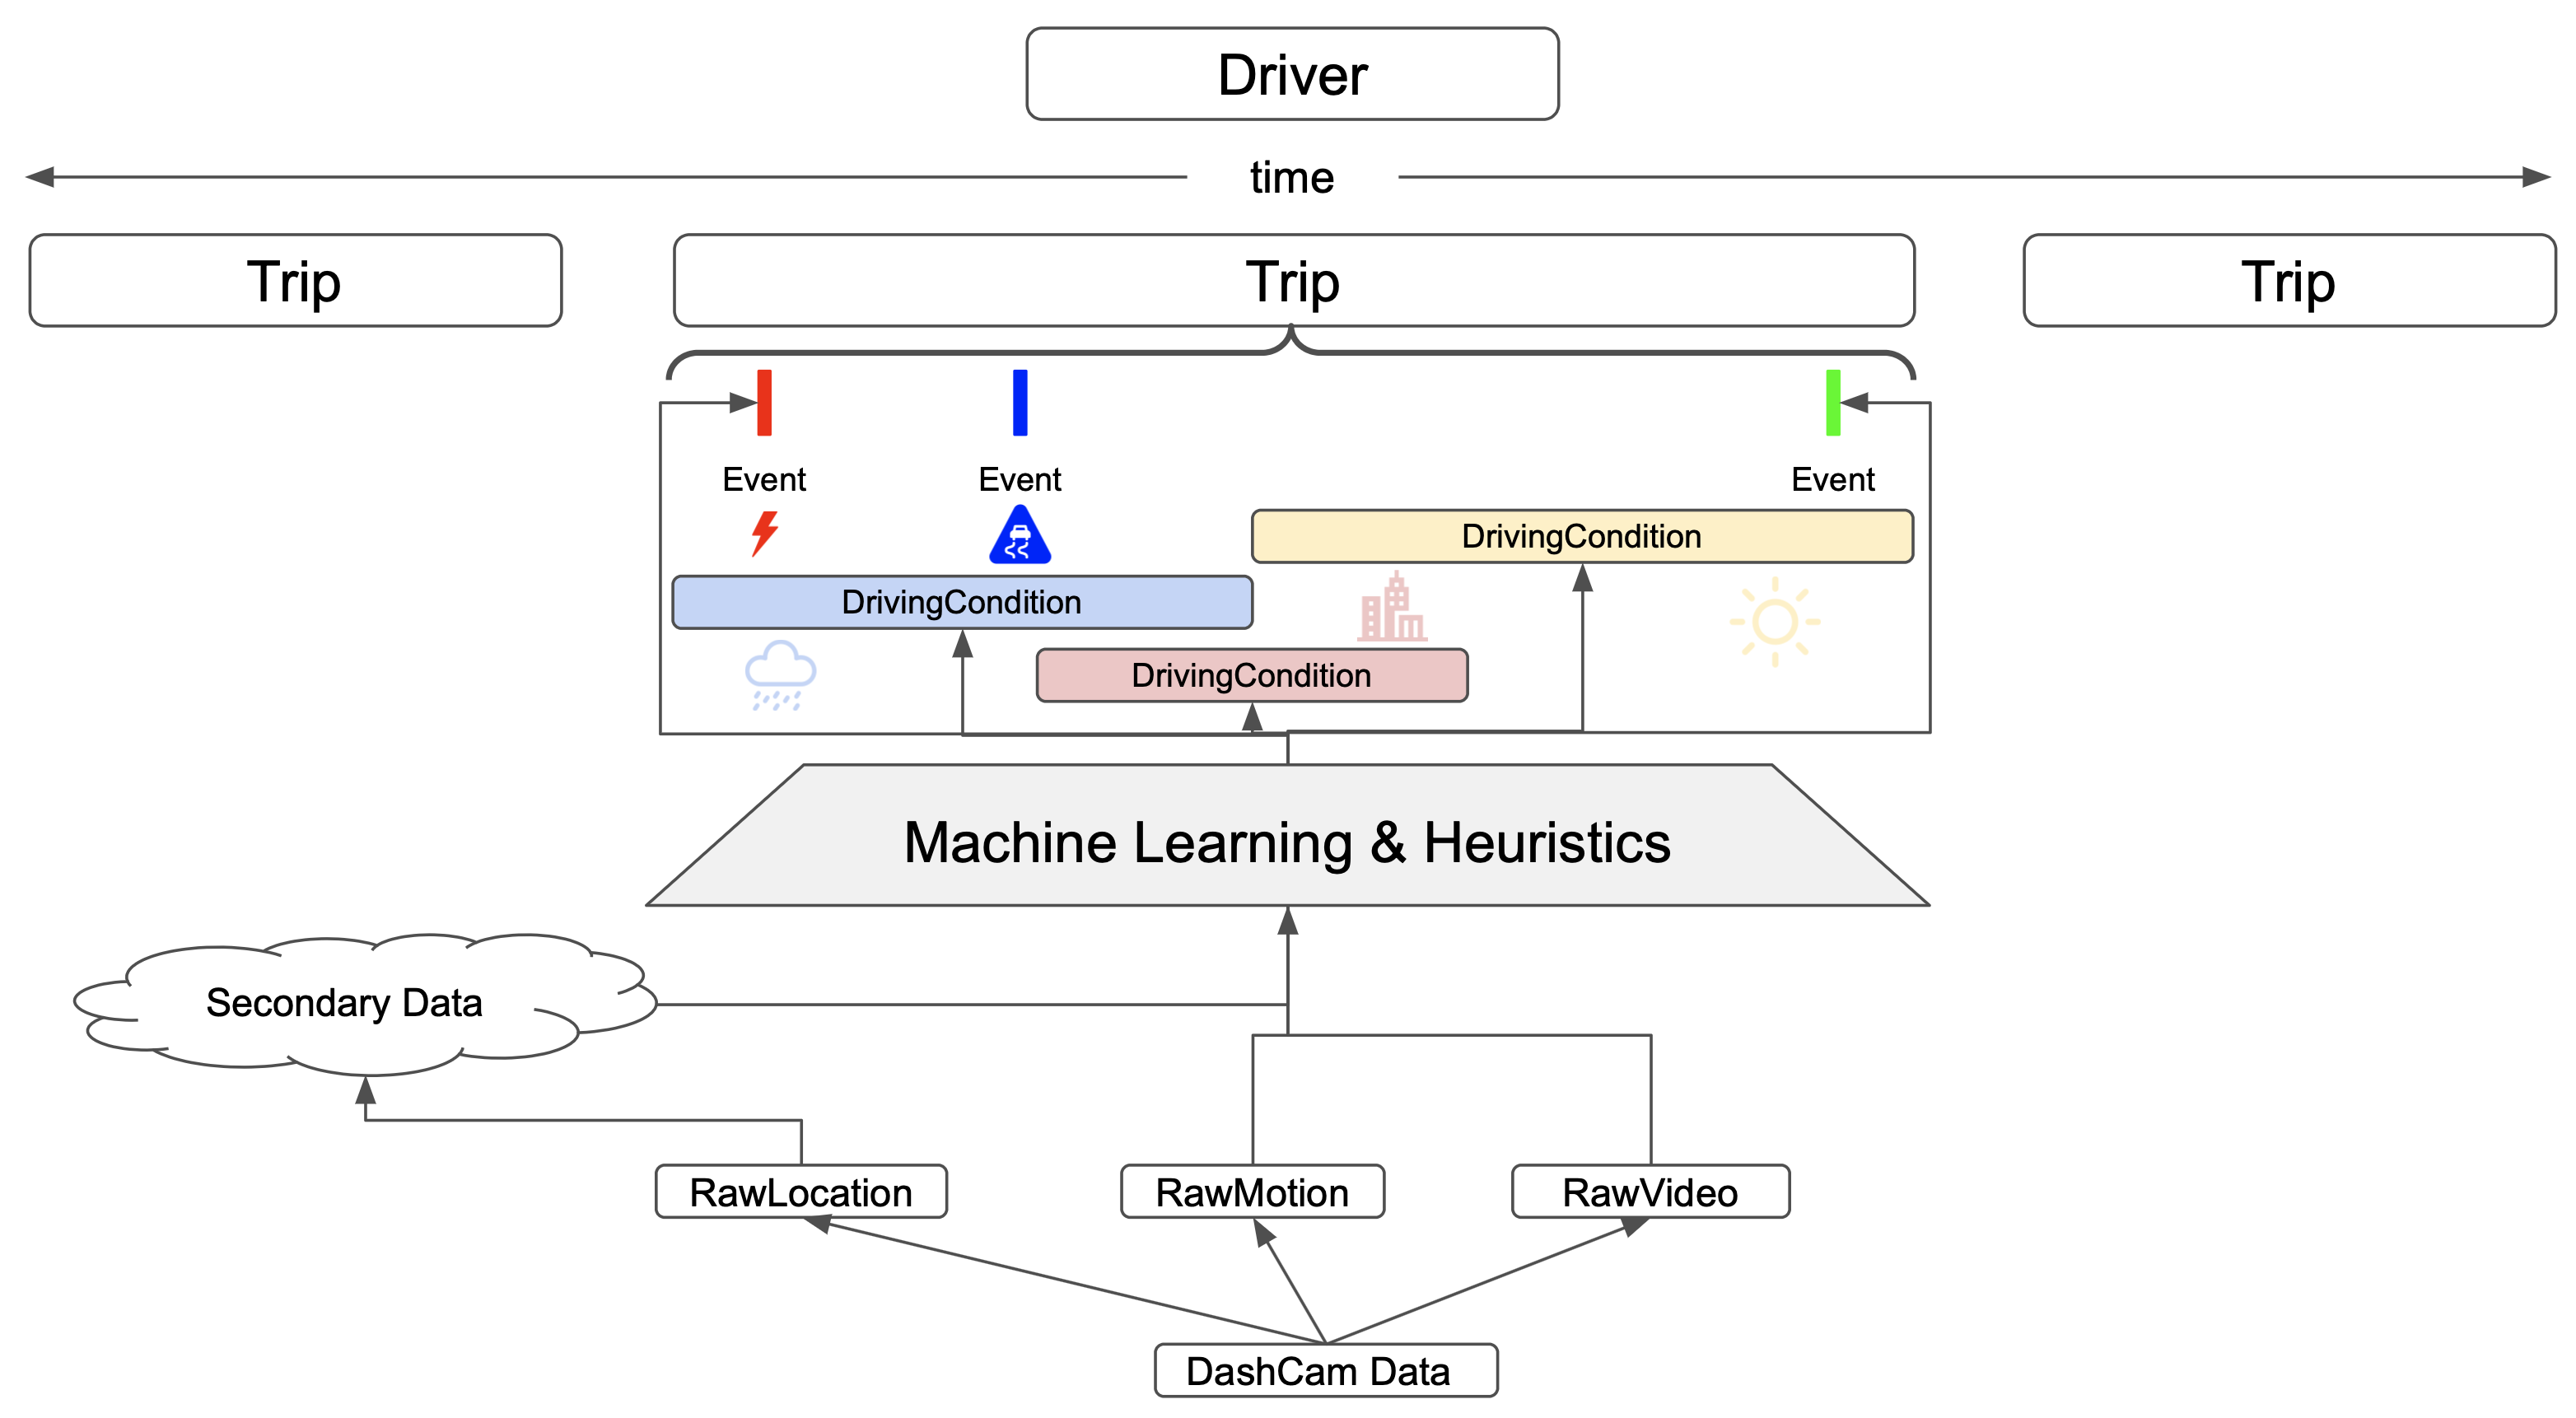 Driver
time
Trip
Trip
Trip
Event
Event
Event
DrivingCondition
DrivingCondition
DrivingCondition
Machine Learning & Heuristics
Secondary Data
RawLocation
RawMotion
RawVideo
DashCam Data